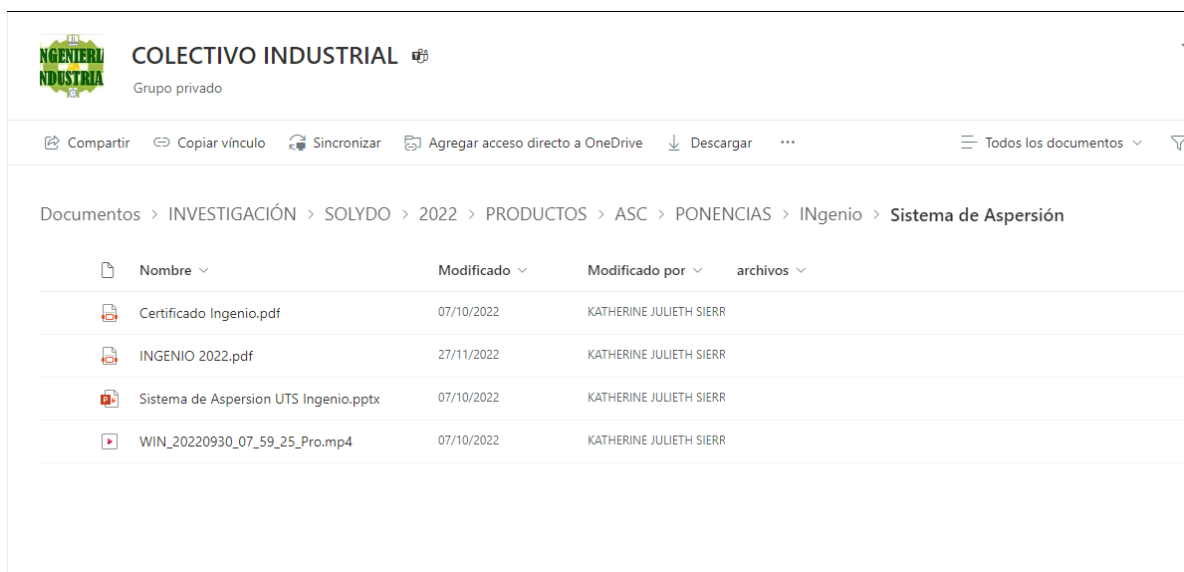 NGENIERI
NDUSTRIA
COLECTIVO INDUSTRIAL
Grupo privado
Compartir Copiar vínculo Sincronizar Agregar acceso directo a OneDrive Descargar ... Todos los documentos
Documentos > INVESTIGACIÓN > SOLYDO > 2022 > PRODUCTOS > ASC > PONENCIAS > INgenio > Sistema de Aspersión
Nombre Modificado Modificado por archivos
Certificado Ingenio.pdf 07/10/2022 KATHERINE JULIETH SIERR
INGENIO 2022.pdf 27/11/2022 KATHERINE JULIETH SIERR
Sistema de Aspersion UTS Ingenio.pptx 07/10/2022 KATHERINE JULIETH SIERR
WIN_20220930_07_59_25_Pro.mp4 07/10/2022 KATHERINE JULIETH SIERR